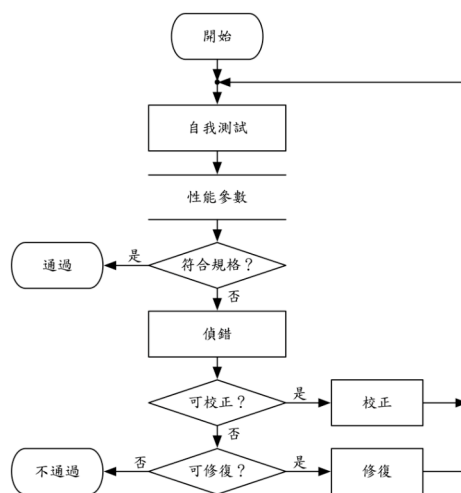 開始
自我測試
性能參數
通過
是
符合規格？
否
偵錯
可校正？
是
校正
否
不通過
否
可修復？
是
修復